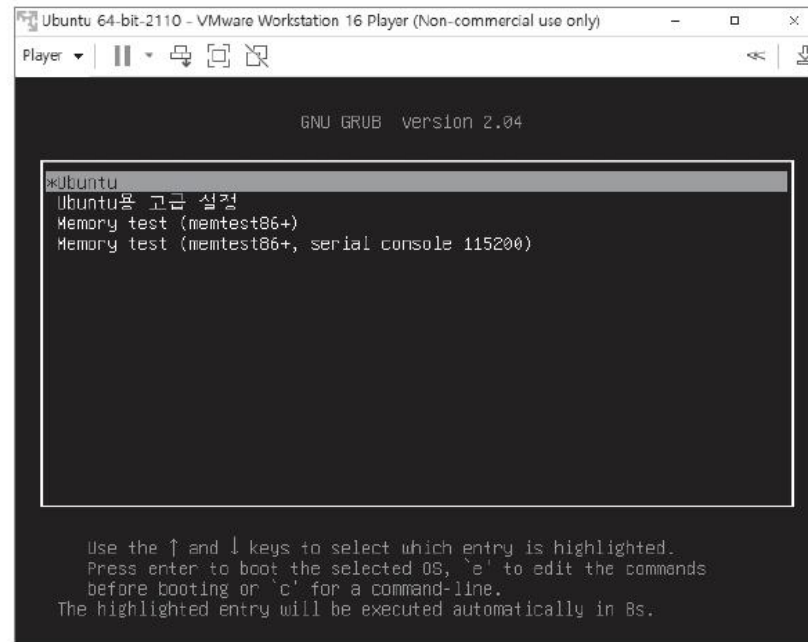 Ubuntu 64-bit-2110 - VMware Workstation 16 Player (Non-commercial use only)
Player
GNU GRUB version 2.04
*Ubuntu
Ubuntu용 고급 설정
Memory test (memtest86+)
Memory test (memtest86+, serial console 115200)
Use the ↑ and ↓ keys to select which entry is highlighted.
Press enter to boot the selected OS, `e' to edit the commands
before booting or `c' for a command-line.
The highlighted entry will be executed automatically in 8s.